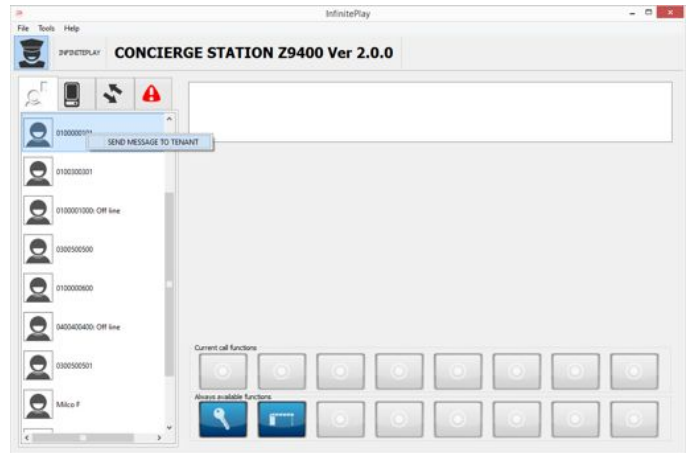 InfinitePlay
File Tools Help
INFINITEPLAY
CONCIERGE STATION Z9400 Ver 2.0.0
0100000101
SEND MESSAGE TO TENANT
0100300301
0100001000: Off line
0300500500
0100000600
0400400400: Off line
0300500501
Milco P
Current call functions
Always available functions